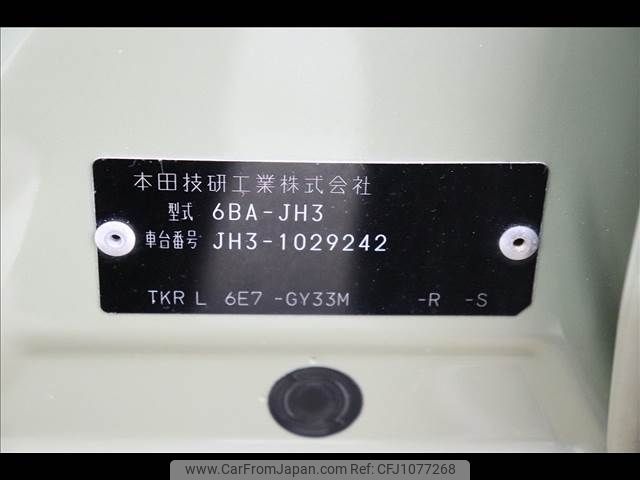 本田技研工業株式会社
型式 6BA-JH3
車台番号 JH3-1029242
TKR L 6E7 -GY33M -R -S
www.CarFromJapan.com REF NO. CFJ1077268